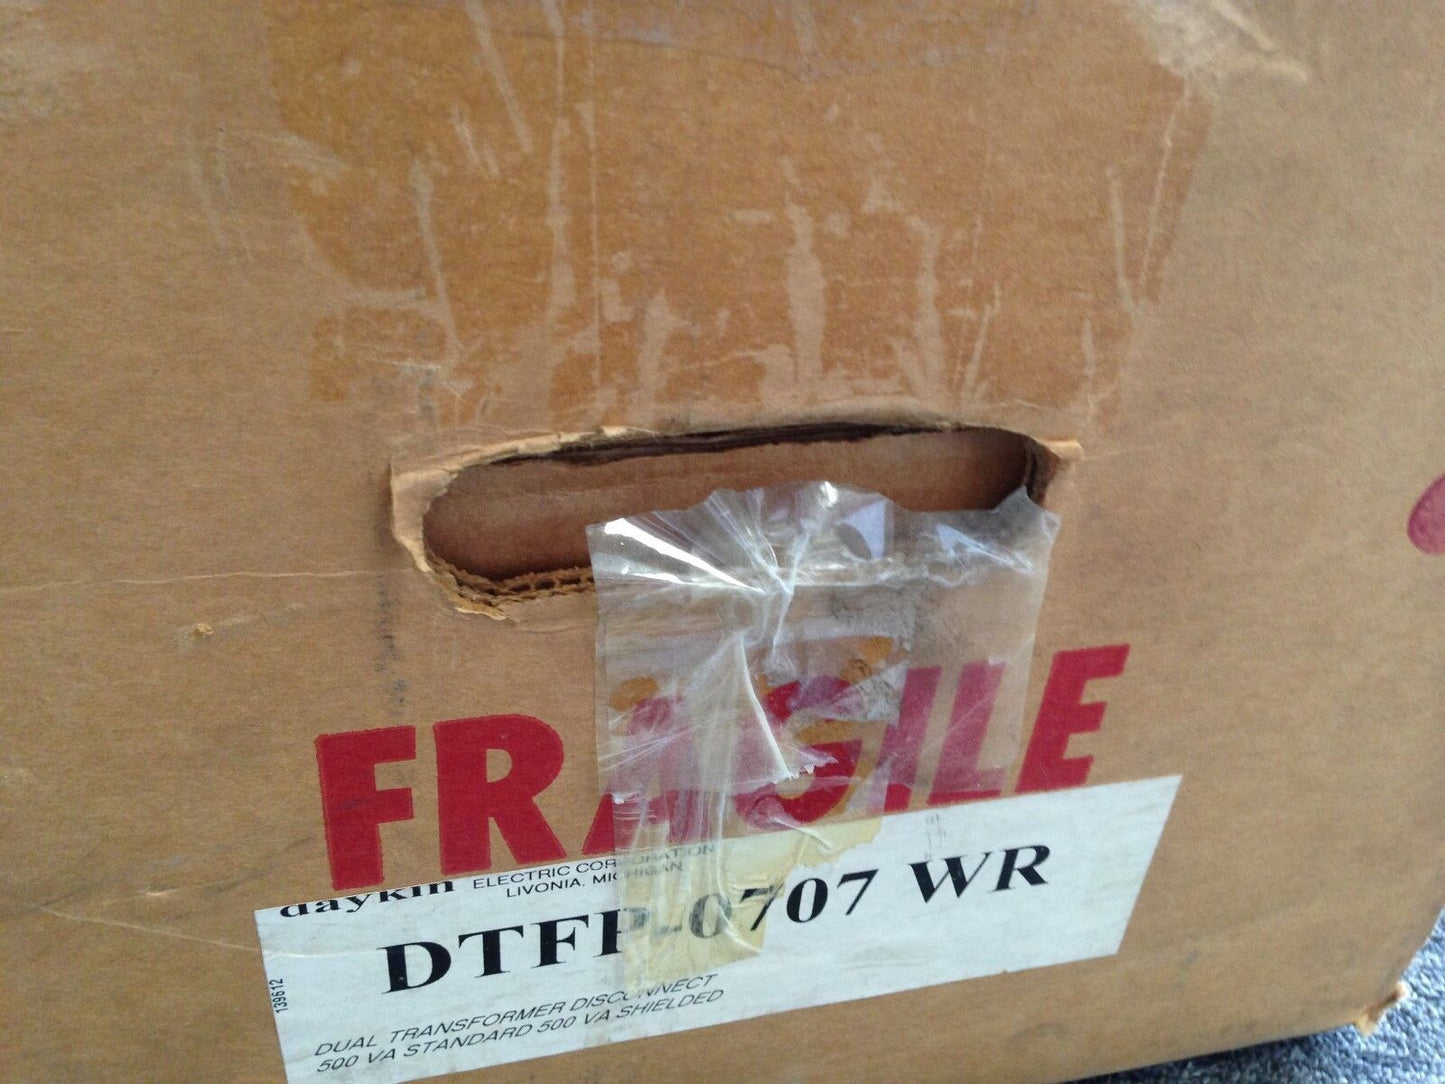 FRAGILE
daykin ELECTRIC CORPORATION
LIVONIA, MICHIGAN
DTFP-0707 WR
139612
DUAL TRANSFORMER DISCONNECT
500 VA STANDARD 500 VA SHIELDED